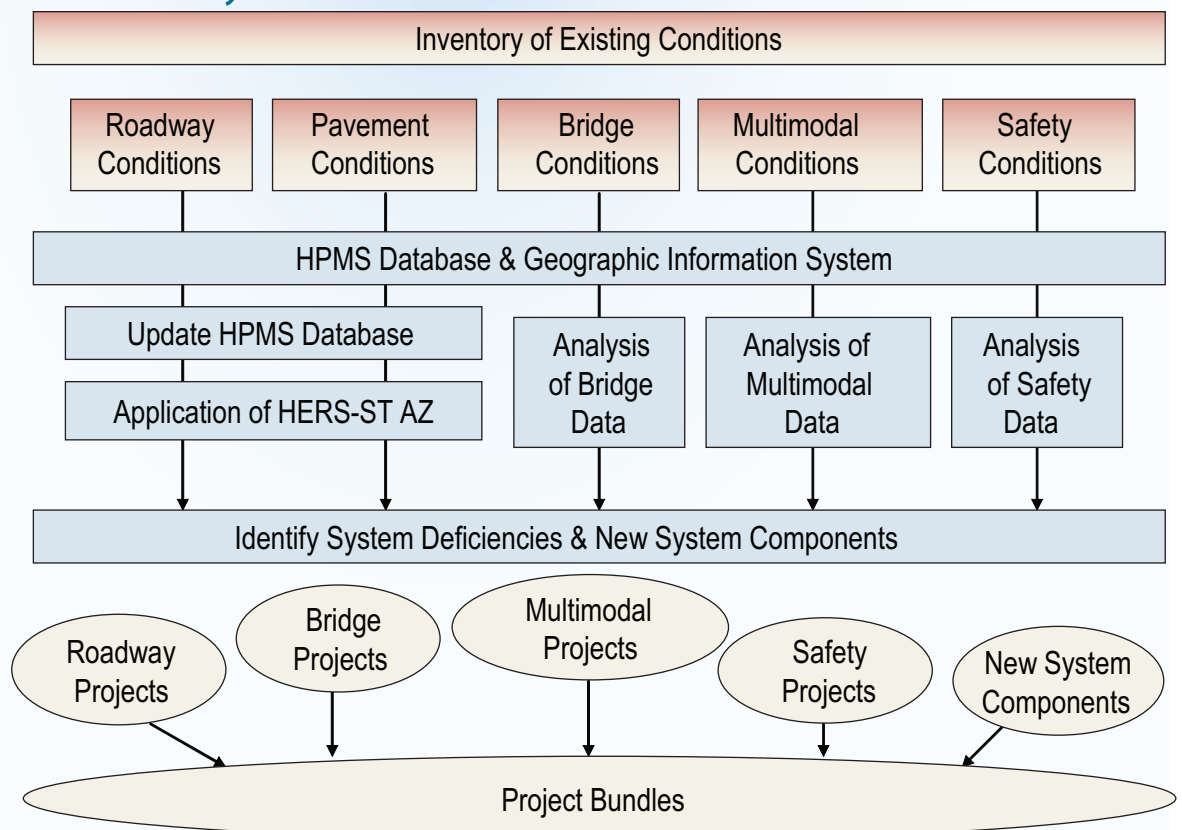 Inventory of Existing Conditions
Roadway
Conditions
Pavement
Conditions
Bridge
Conditions
Multimodal
Conditions
Safety
Conditions
HPMS Database & Geographic Information System
Update HPMS Database
Application of HERS-ST AZ
Analysis
of Bridge
Data
Analysis of
Multimodal
Data
Analysis
of Safety
Data
Identify System Deficiencies & New System Components
Roadway
Projects
Bridge
Projects
Multimodal
Projects
Safety
Projects
New System
Components
Project Bundles